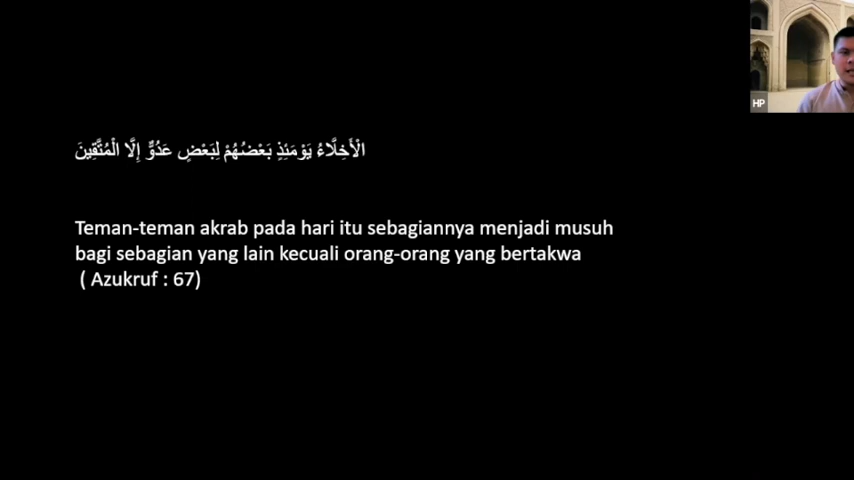 HP
الْأَخِلَّاءُ يَوْمَئِذٍ بَعْضُهُمْ لِبَعْضٍ عَدُوٌّ إِلَّا الْمُتَّقِينَ
Teman-teman akrab pada hari itu sebagiannya menjadi musuh
bagi sebagian yang lain kecuali orang-orang yang bertakwa
( Azukruf : 67)